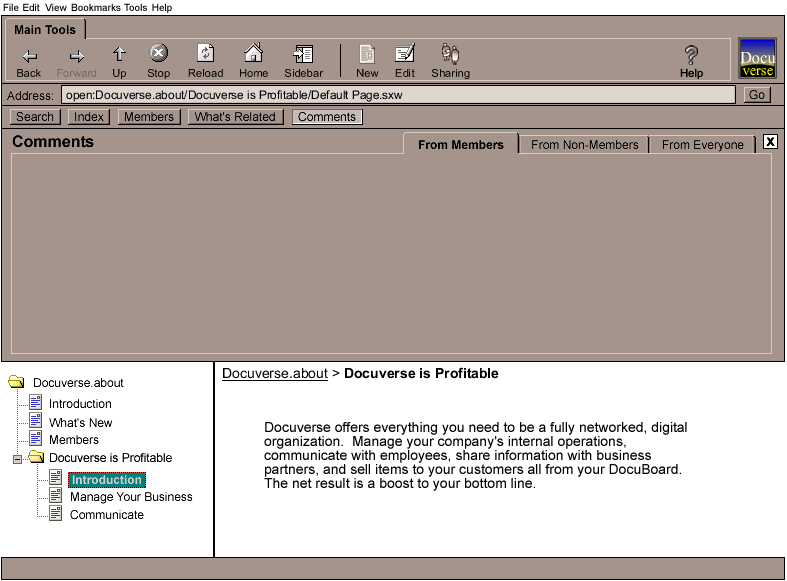 File Edit View Bookmarks Tools Help
Main Tools
Back Forward Up Stop Reload Home Sidebar New Edit Sharing Help
Docu
verse
Address: open:Docuverse.about/Docuverse is Profitable/Default Page.sxw Go
Search Index Members What's Related Comments
Comments From Members From Non-Members From Everyone X
Docuverse.about
Introduction
What's New
Members
Docuverse is Profitable
Introduction
Manage Your Business
Communicate
Docuverse.about > Docuverse is Profitable
Docuverse offers everything you need to be a fully networked, digital
organization. Manage your company's internal operations,
communicate with employees, share information with business
partners, and sell items to your customers all from your DocuBoard.
The net result is a boost to your bottom line.